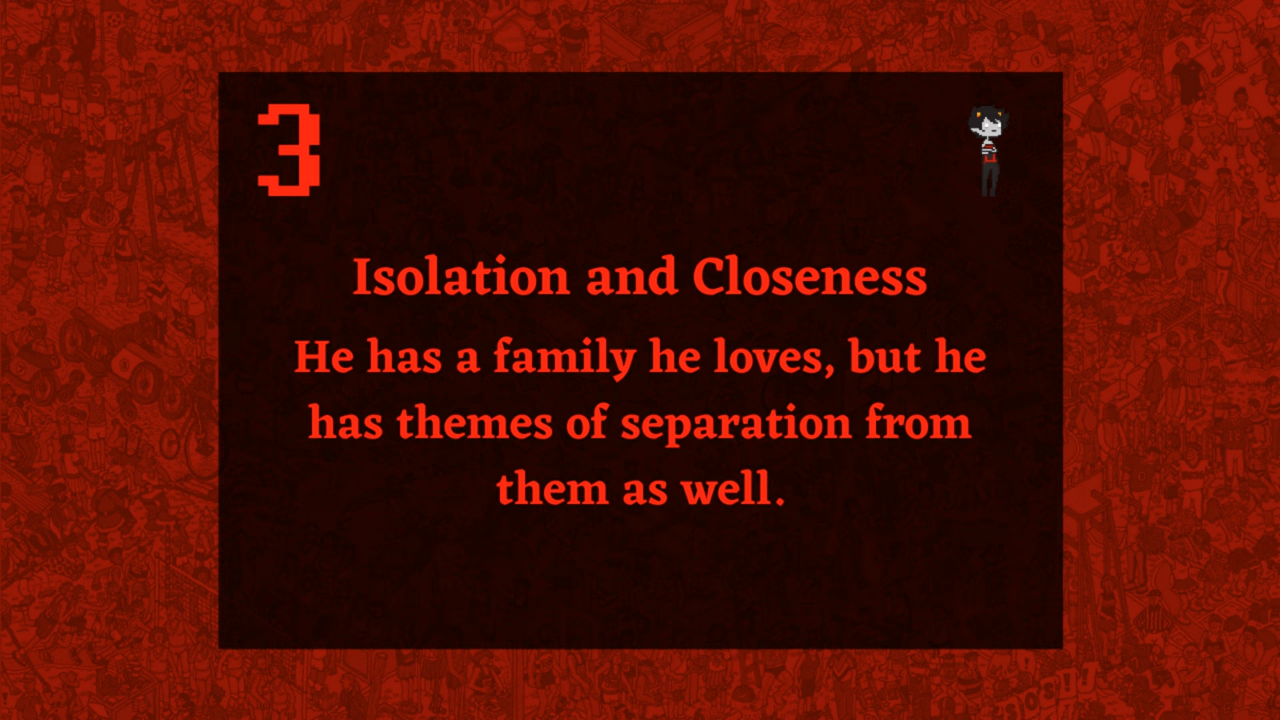 3
Isolation and Closeness
He has a family he loves, but he
has themes of separation from
them as well.